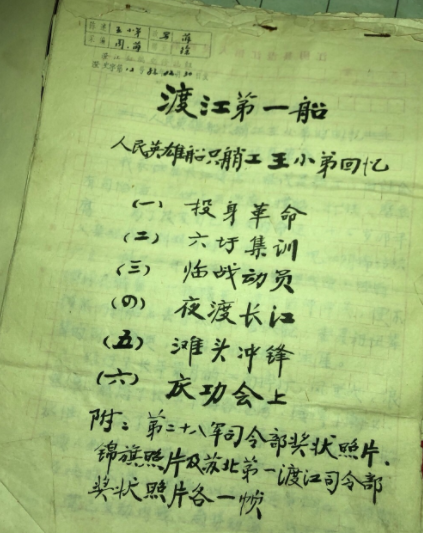 渡江第一船
人民英雄船只艄工王小弟回忆
(一) 投身革命
(二) 六圩集训
(三) 临战动员
(四) 夜渡长江
(五) 滩头冲锋
(六) 庆功会上
附：第二十八军司令部奖状照片、
锦旗照片及苏北第一渡江司令部
奖状照片各一帧